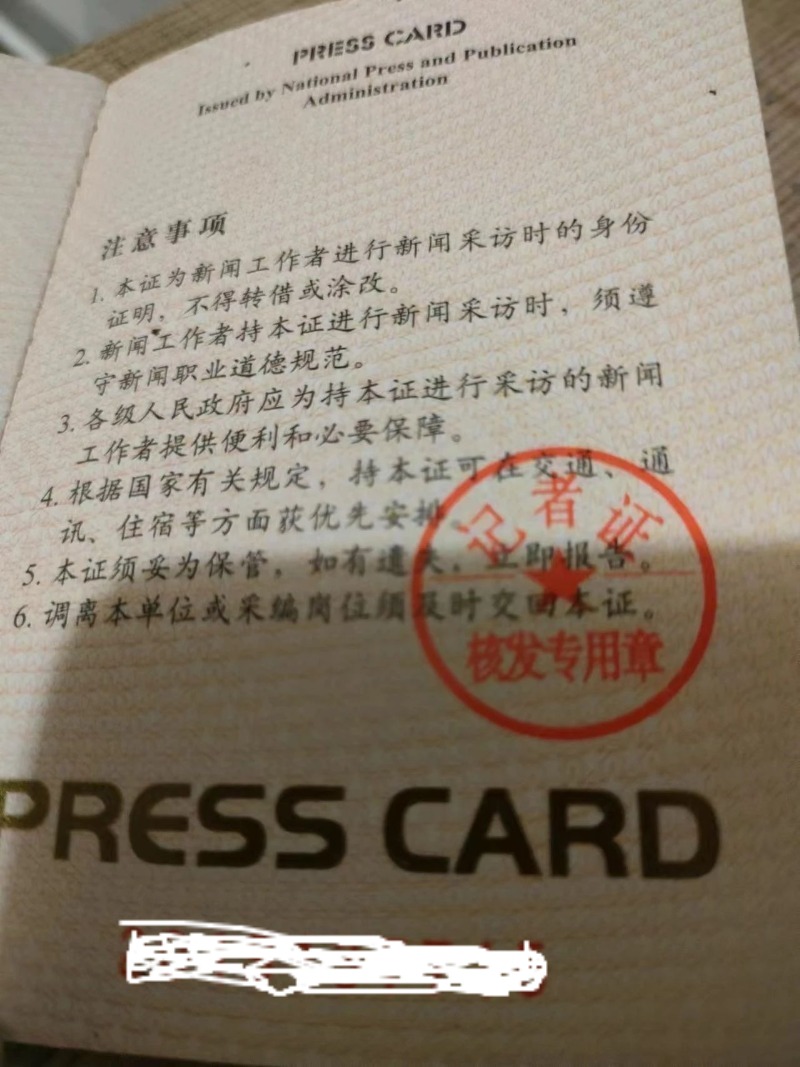 PRESS CARD
Issued by National Press and Publication
Administration
注意事项
1. 本证为新闻工作者进行新闻采访时的身份
证明，不得转借或涂改。
2. 新闻工作者持本证进行新闻采访时，须遵
守新闻职业道德规范。
3. 各级人民政府应为持本证进行采访的新闻
工作者提供便利和必要保障。
4. 根据国家有关规定，持本证可在交通、通
讯、住宿等方面获优先安排。
5. 本证须妥为保管，如有遗失，立即报告。
6. 调离本单位或采编岗位须及时交回本证。
记者证
核发专用章
PRESS CARD